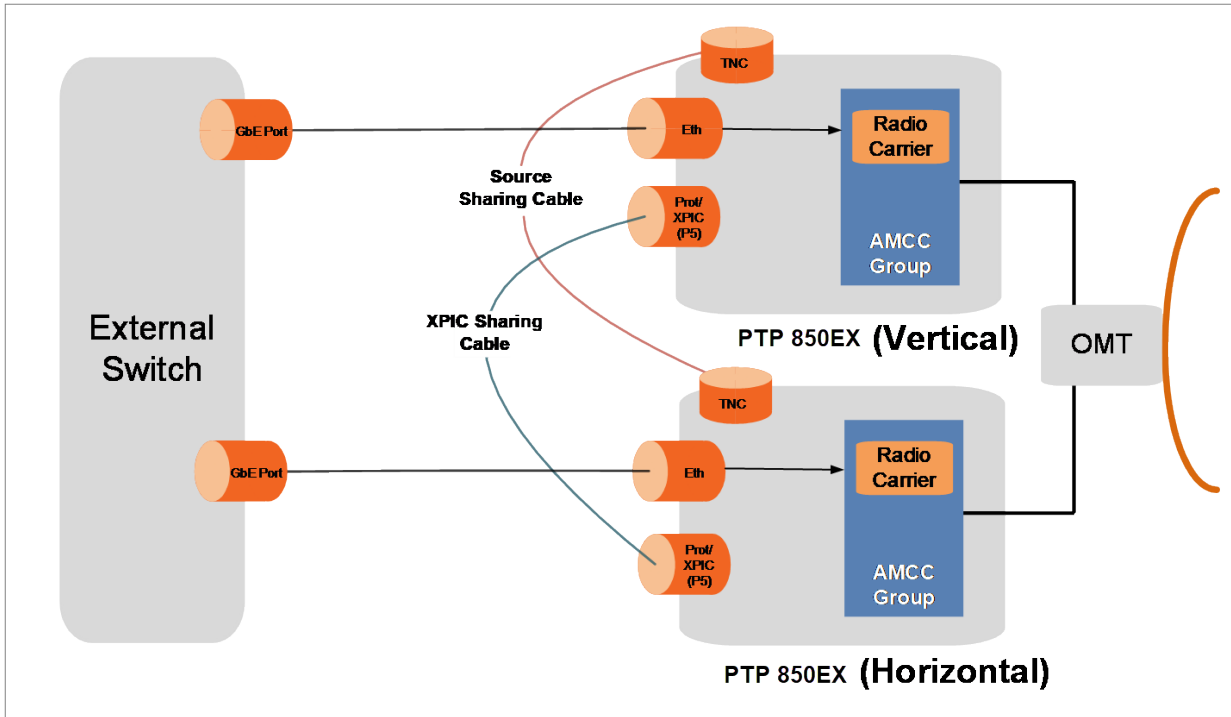 TNC
GbE Port
Eth
Radio
Carrier
Source
Sharing Cable
Prot/
XPIC
(P5)
AMCC
Group
XPIC Sharing
Cable
External
Switch
PTP 850EX (Vertical)
OMT
TNC
GbE Port
Eth
Radio
Carrier
Prot/
XPIC
(P5)
AMCC
Group
PTP 850EX (Horizontal)